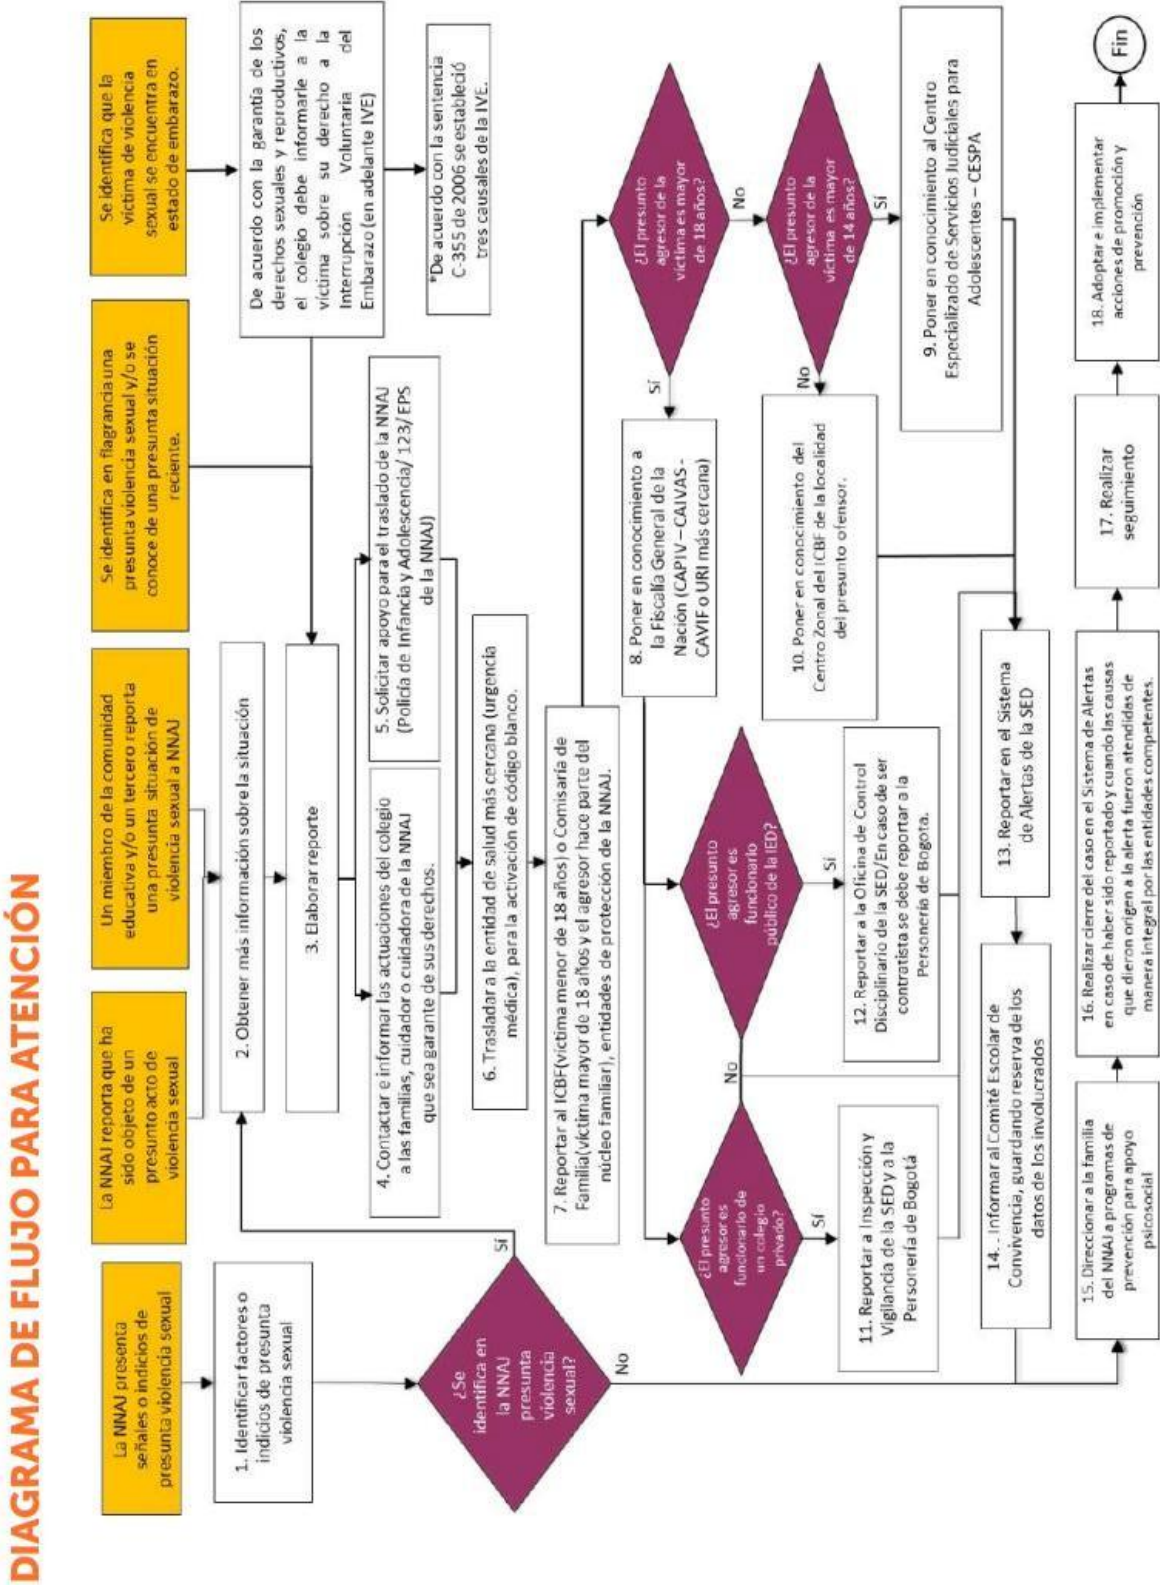 DIAGRAMA DE FLUJO PARA ATENCIÓN
La NNAJ presenta
señales o indicios de
presunta violencia sexual
La NNAJ reporta que ha
sido objeto de un
presunto acto de
violencia sexual
Un miembro de la comunidad
educativa y/o un tercero reporta
una presunta situación de
violencia sexual a NNAJ
Se identifica en flagrancia una
presunta violencia sexual y/o se
conoce de una presunta situación
reciente.
Se identifica que la
víctima de violencia
sexual se encuentra en
estado de embarazo.
1. Identificar factores o
indicios de presunta
violencia sexual
2. Obtener más información sobre la situación
De acuerdo con la garantía de los
derechos sexuales y reproductivos,
el colegio debe informarle a la
víctima sobre su derecho a la
Interrupción Voluntaria del
Embarazo (en adelante IVE)
3. Elaborar reporte
*De acuerdo con la sentencia
C-355 de 2006 se estableció
tres causales de la IVE.
¿Se
identifica en
la NNAJ
presunta
violencia
sexual?
Sí
No
4. Contactar e informar las actuaciones del colegio
a las familias, cuidador o cuidadora de la NNAJ
que sea garante de sus derechos.
5. Solicitar apoyo para el traslado de la NNAJ
(Policía de Infancia y Adolescencia/ 123/ EPS
de la NNAJ)
6. Trasladar a la entidad de salud más cercana (urgencia
médica), para la activación de código blanco.
7. Reportar al ICBF(víctima menor de 18 años) o Comisaría de
Familia(víctima mayor de 18 años y el agresor hace parte del
núcleo familiar), entidades de protección de la NNAJ.
¿El presunto
agresor de la
víctima es mayor
de 18 años?
Sí
No
8. Poner en conocimiento a
la Fiscalía General de la
Nación (CAPIV – CAIVAS -
CAVIF o URI más cercana)
¿El presunto
agresor de la
víctima es mayor
de 14 años?
No
Sí
¿El presunto
agresor es
funcionario de
un colegio
privado?
No
Sí
¿El presunto
agresor es
funcionario
público de la IED?
Sí
10. Poner en conocimiento del
Centro Zonal del ICBF de la localidad
del presunto ofensor.
9. Poner en conocimiento al Centro
Especializado de Servicios Judiciales para
Adolescentes – CESPA
11. Reportar a Inspección y
Vigilancia de la SED y a la
Personería de Bogotá
12. Reportar a la Oficina de Control
Disciplinario de la SED/En caso de ser
contratista se debe reportar a la
Personería de Bogota.
14. . Informar al Comité Escolar de
Convivencia, guardando reserva de los
datos de los involucrados
13. Reportar en el Sistema
de Alertas de la SED
15. Direccionar a la familia
del NNAJ a programas de
prevención para apoyo
psicosocial
16. Realizar cierre del caso en el Sistema de Alertas
en caso de haber sido reportado y cuando las causas
que dieron origen a la alerta fueron atendidas de
manera integral por las entidades competentes.
17. Realizar
seguimiento
18. Adoptar e implementar
acciones de promoción y
prevención
Fin